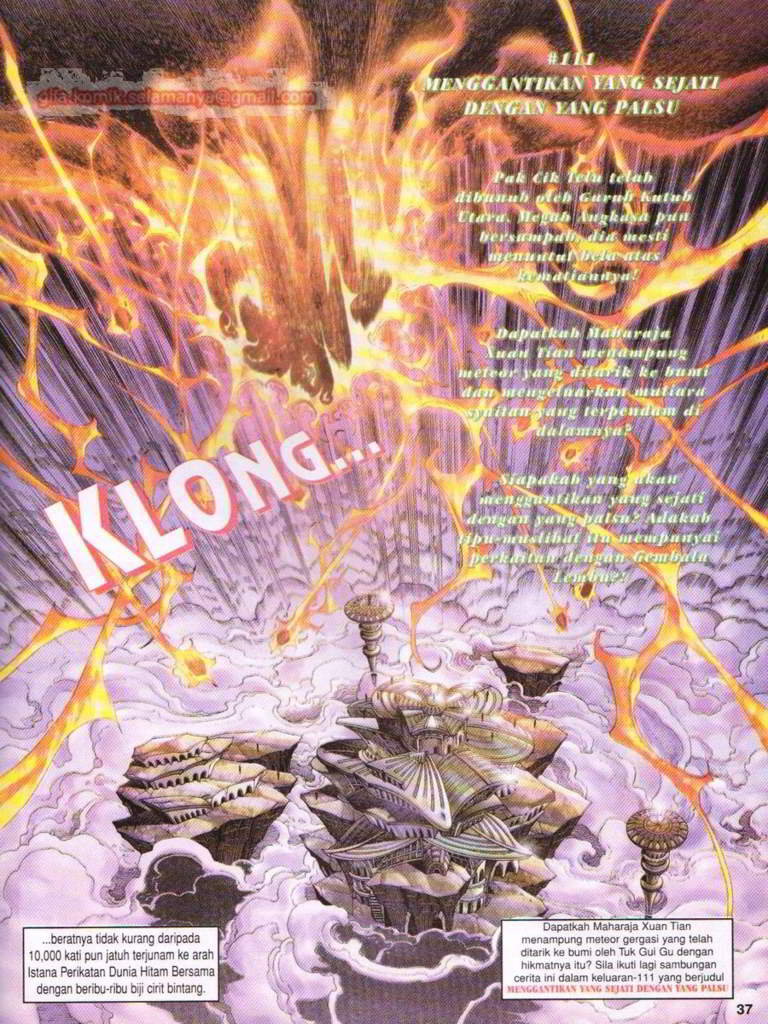 #111
MENGGANTIKAN YANG SEJATI
DENGAN YANG PALSU
gila.komik.selamanya@gmail.com
Pak Cik Telu telah
dibunuh oleh Guruh Kutub
Utara. Megah Angkasa pun
bersumpah, dia mesti
menuntut bela atas
kematiannya!
Dapatkah Maharaja
Xuan Tian menampung
meteor yang ditarik ke bumi
dan mengeluarkan mutiara
syaitan yang terpendam di
dalamnya?
Siapakah yang akan
menggantikan yang sejati
dengan yang palsu? Adakah
tipu-muslihat itu mempunyai
perkaitan dengan Gembala
Lembu?!
KLONG...
...beratnya tidak kurang daripada
10,000 kati pun jatuh terjunam ke arah
Istana Perikatan Dunia Hitam Bersama
dengan beribu-ribu biji cirit bintang.
Dapatkah Maharaja Xuan Tian
menampung meteor gergasi yang telah
ditarik ke bumi oleh Tuk Gui Gu dengan
hikmatnya itu? Sila ikuti lagi sambungan
cerita ini dalam keluaran-111 yang berjudul
MENGGANTIKAN YANG SEJATI DENGAN YANG PALSU
37